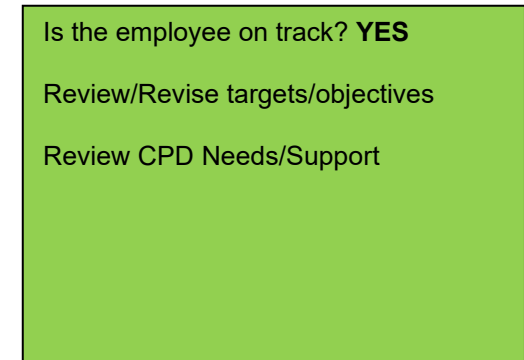 Is the employee on track? YES
Review/Revise targets/objectives
Review CPD Needs/Support